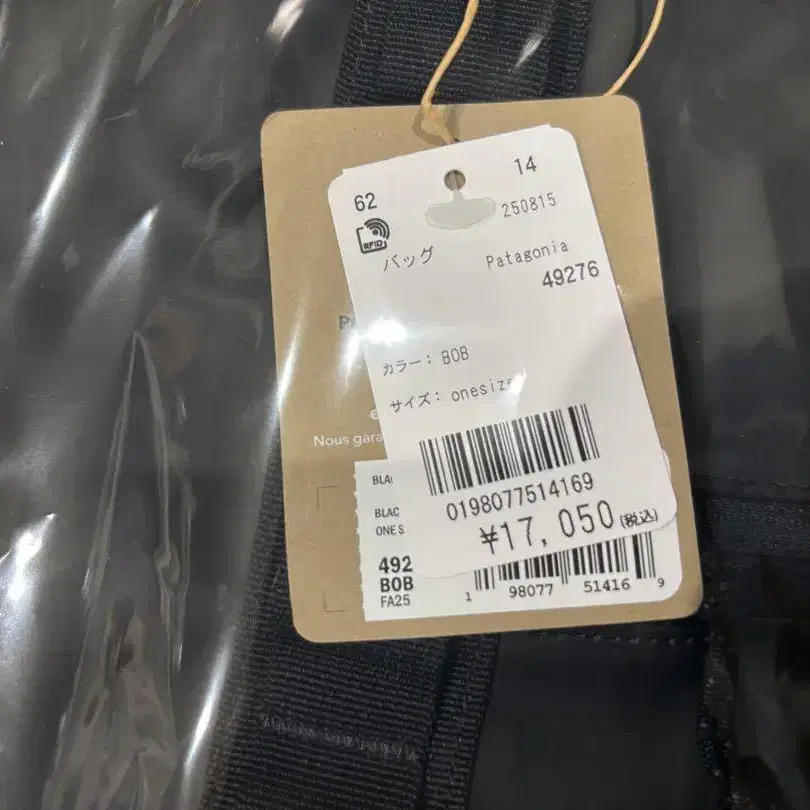 62
14
RFID
250815
バッグ
Patagonia
49276
カラー: BOB
サイズ: onesize
Nous gara
BLAC
ONE S
0198077514169
¥17,050(税込)
492
BOB
FA25
1 98077 51416 9